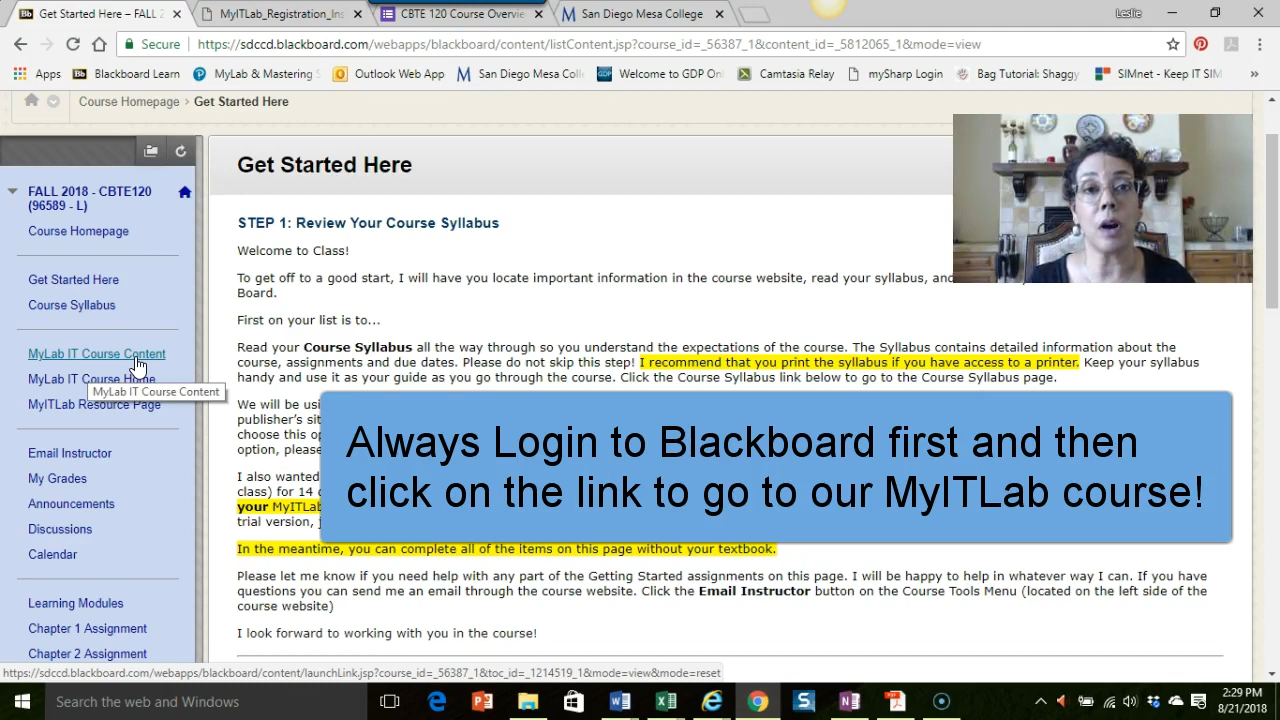 Get Started Here – FALL 2
MyITLab_Registration_Ins
CBTE 120 Course Overvie
San Diego Mesa College
Leslie
Secure
https://sdccd.blackboard.com/webapps/blackboard/content/listContent.jsp?course_id=_56387_1&content_id=_5812065_1&mode=view
Apps
Blackboard Learn
MyLab & Mastering
Outlook Web App
San Diego Mesa Coll
Welcome to GDP O
Camtasia Relay
mySharp Login
Bag Tutorial: Shaggy
SIMnet - Keep IT SIM
Course Homepage > Get Started Here
FALL 2018 - CBTE120
(96589 - L)
Course Homepage
Get Started Here
Course Syllabus
MyLab IT Course Content
MyLab IT Course Home
MyLab IT Course Content
MyITLab Resource Page
Email Instructor
My Grades
Announcements
Discussions
Calendar
Learning Modules
Chapter 1 Assignment
Chapter 2 Assignment
Get Started Here
STEP 1: Review Your Course Syllabus
Welcome to Class!
To get off to a good start, I will have you locate important information in the course website, read your syllabus, and
Board.
First on your list is to...
Read your Course Syllabus all the way through so you understand the expectations of the course. The Syllabus contains detailed information about the
course, assignments and due dates. Please do not skip this step! I recommend that you print the syllabus if you have access to a printer. Keep your syllabus
handy and use it as your guide as you go through the course. Click the Course Syllabus link below to go to the Course Syllabus page.
We will be usi
publisher's sit
choose this op
option, please
I also wanted
class) for 14 d
your MyITLab
trial version, j
Always Login to Blackboard first and then
click on the link to go to our MyITLab course!
In the meantime, you can complete all of the items on this page without your textbook.
Please let me know if you need help with any part of the Getting Started assignments on this page. I will be happy to help in whatever way I can. If you have
questions you can send me an email through the course website. Click the Email Instructor button on the Course Tools Menu (located on the left side of the
course website)
I look forward to working with you in the course!
https://sdccd.blackboard.com/webapps/blackboard/content/launchLink.jsp?course_id=_56387_1&toc_id=_1214519_1&mode=view&mode=reset
Search the web and Windows
2:29 PM
8/21/2018